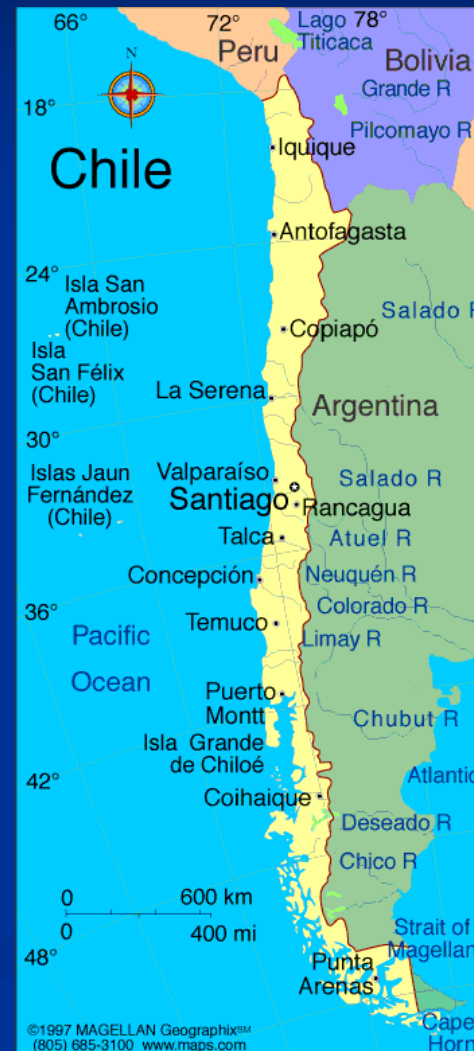 66°
72°
Lago 78°
Titicaca
Peru
Bolivia
Grande R
Pilcomayo R
N
18°
Iquique
Chile
Antofagasta
24°
Isla San
Ambrosio
(Chile)
Salado R
Copiapó
Isla
San Félix
(Chile)
La Serena
Argentina
30°
Islas Jaun
Fernández
(Chile)
Valparaíso
Salado R
Santiago
Rancagua
Talca
Atuel R
Concepción
Neuquén R
Colorado R
36°
Temuco
Limay R
Pacific
Ocean
Puerto
Montt
Chubut R
Isla Grande
de Chiloé
42°
Atlantic
Coihaique
Deseado R
Chico R
0 600 km
0 400 mi
Strait of
Magellan
48°
Punta
Arenas
Cape
Horn
©1997 MAGELLAN Geographix℠
(805) 685-3100 www.maps.com